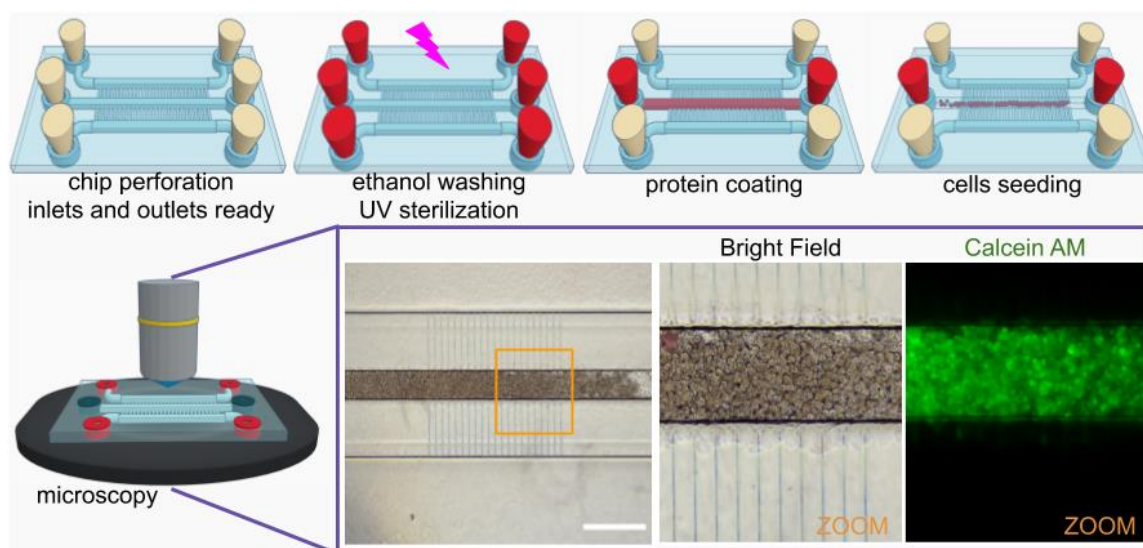 chip perforation
inlets and outlets ready
ethanol washing
UV sterilization
protein coating
cells seeding
microscopy
Bright Field
Calcein AM
ZOOM
ZOOM